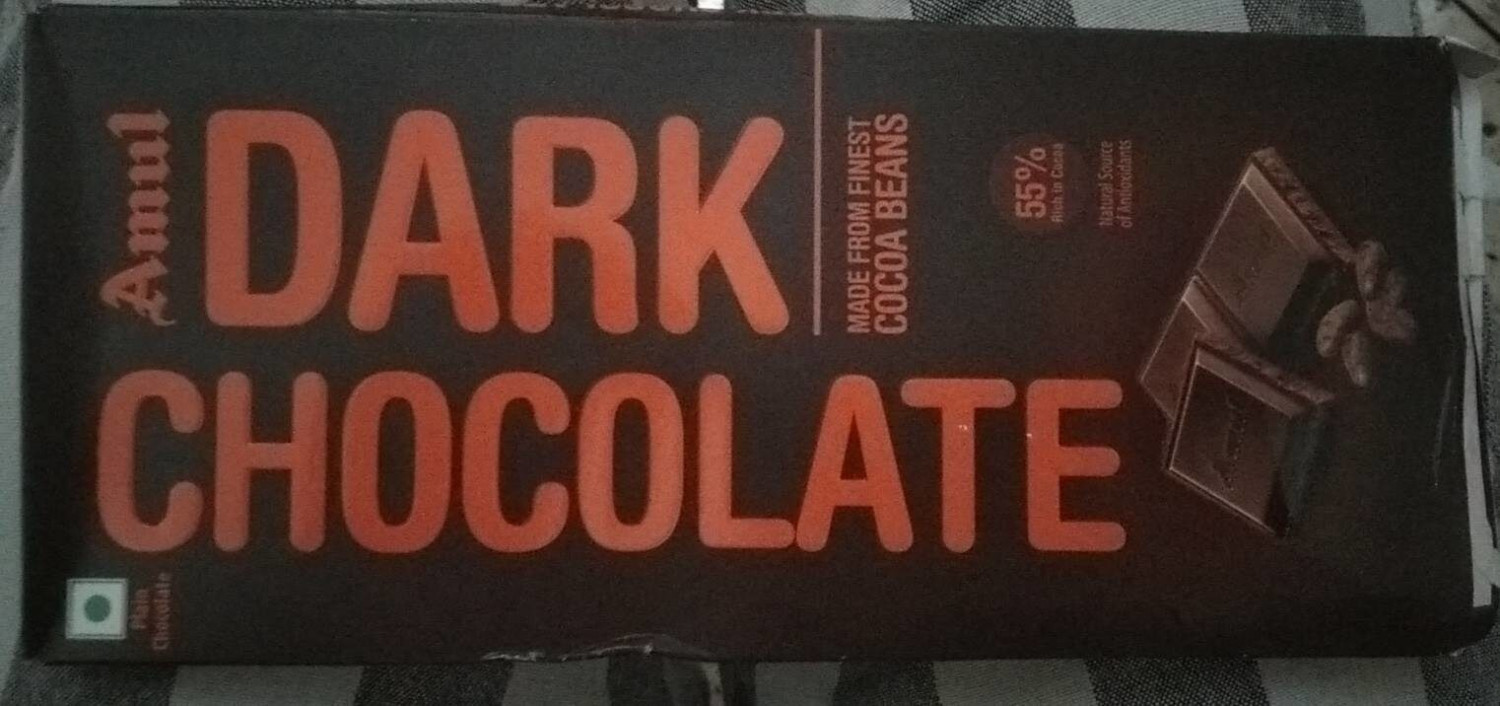 Amul
DARK
CHOCOLATE
MADE FROM FINEST
COCOA BEANS
55%
Rich in Cocoa
Natural Source
of Antioxidants
Plain
Chocolate